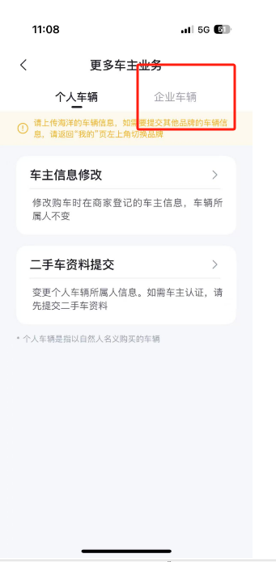 11:08
5G 51
更多车主业务
个人车辆
企业车辆
请上传海洋的车辆信息，如需要提交其他品牌的车辆信
息，请返回"我的"页左上角切换品牌
车主信息修改
修改购车时在商家登记的车主信息，车辆所
属人不变
二手车资料提交
变更个人车辆所属人信息。如需车主认证，请
先提交二手车资料
* 个人车辆是指以自然人名义购买的车辆